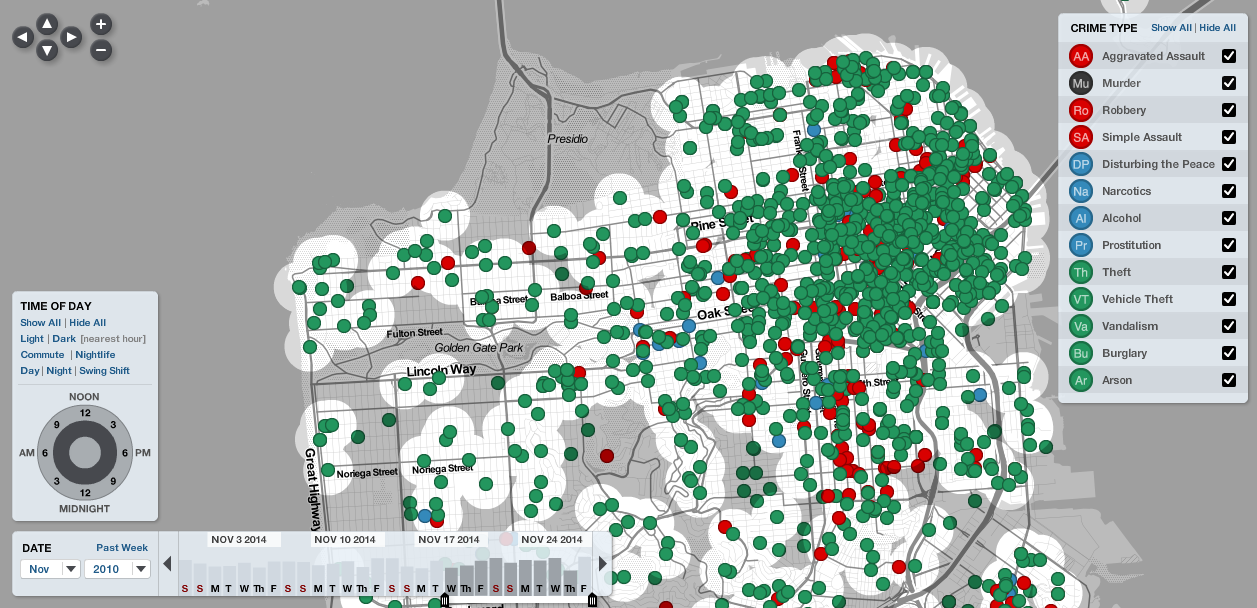 CRIME TYPE Show All | Hide All
AA Aggravated Assault
Mu Murder
Ro Robbery
SA Simple Assault
DP Disturbing the Peace
Na Narcotics
Al Alcohol
Pr Prostitution
Th Theft
VT Vehicle Theft
Va Vandalism
Bu Burglary
Ar Arson
Presidio
Street
Pine Street
Balboa Street
Fulton Street
Golden Gate Park
Lincoln Way
Noriega Street
Noriega Street
Great Highway
TIME OF DAY
Show All | Hide All
Light | Dark [nearest hour]
Commute | Nightlife
Day | Night | Swing Shift
NOON
12
9 3
AM 6 6 PM
3 9
12
MIDNIGHT
DATE Past Week
Nov 2010
NOV 3 2014 NOV 10 2014 NOV 17 2014 NOV 24 2014
S S M T W Th F S S M T W Th F S S M T W Th F S S M T W Th F